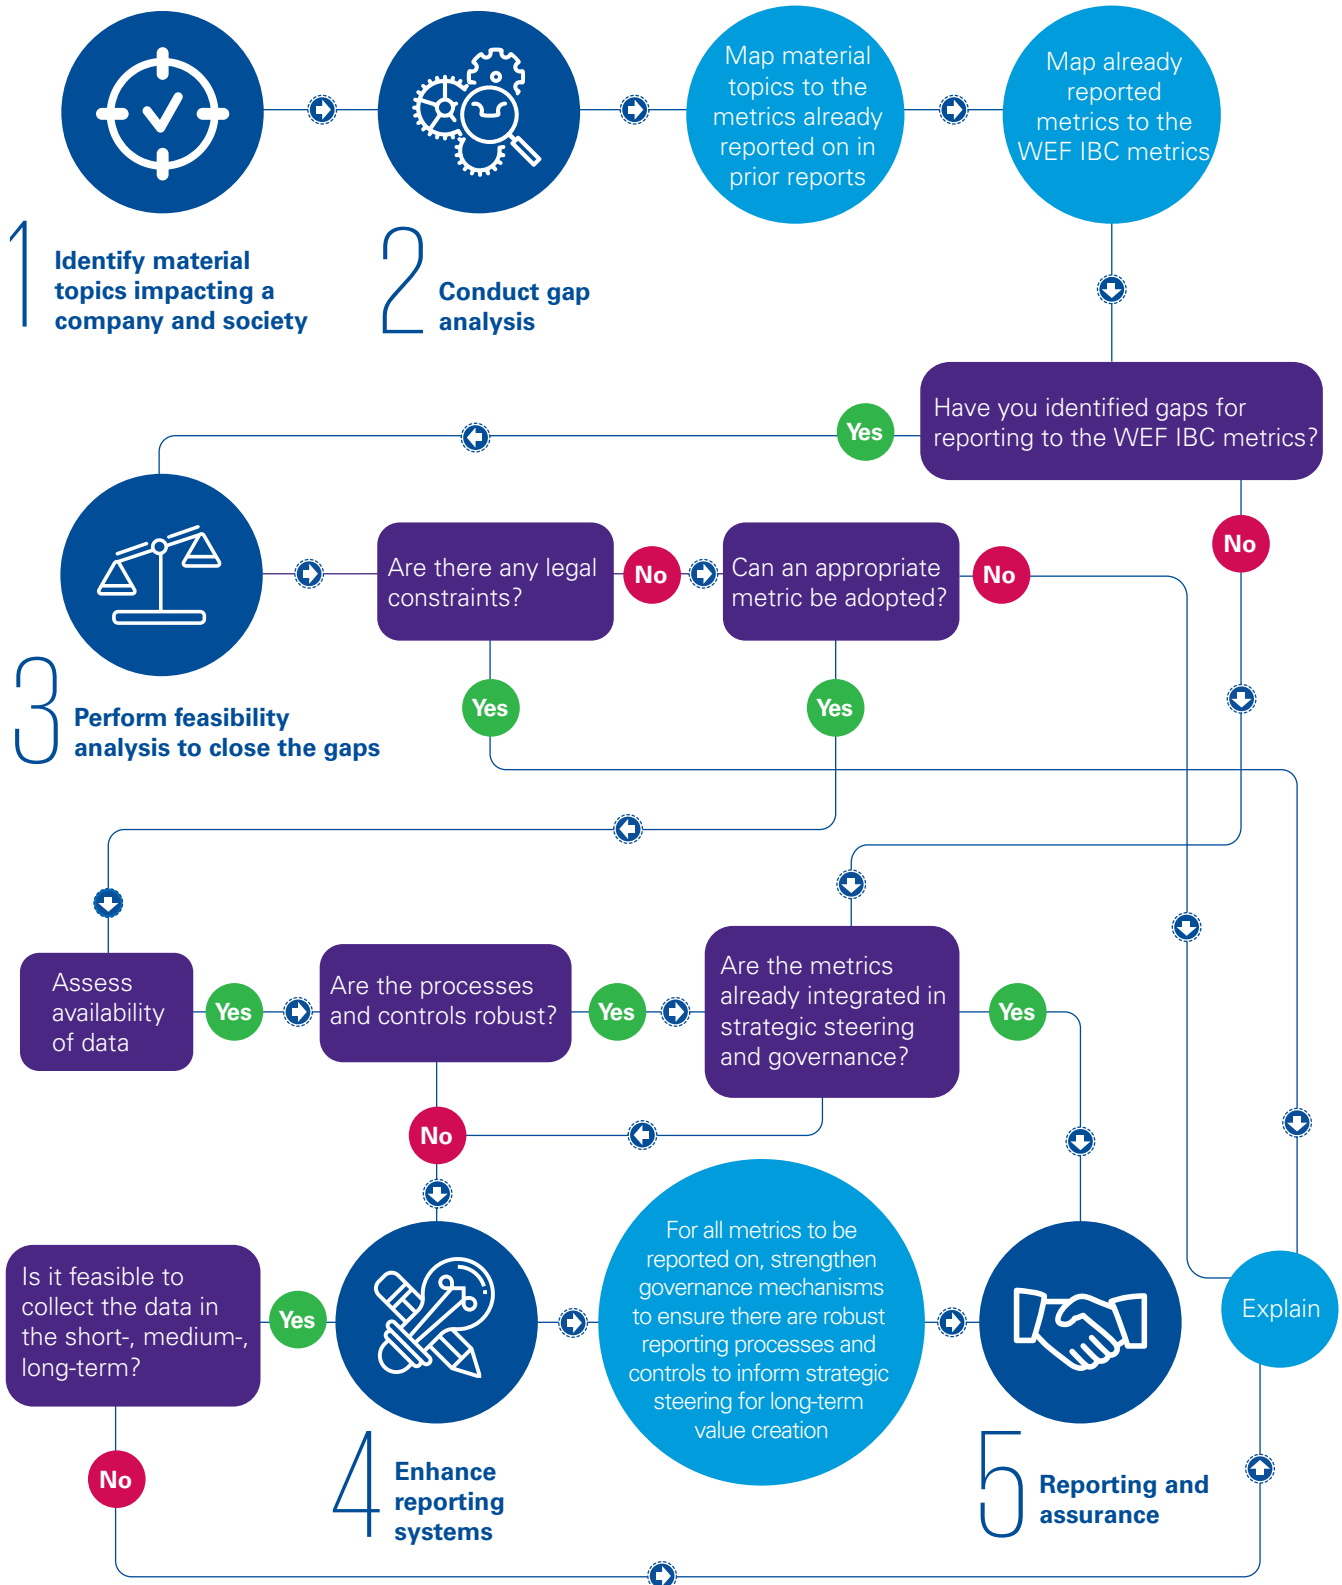 Map material
topics to the
metrics already
reported on in
prior reports
Map already
reported
metrics to the
WEF IBC metrics
1
Identify material
topics impacting a
company and society
2
Conduct gap
analysis
Have you identified gaps for
reporting to the WEF IBC metrics?
Yes
No
3
Perform feasibility
analysis to close the gaps
Are there any legal
constraints?
No
Yes
Can an appropriate
metric be adopted?
No
Yes
Assess
availability
of data
Yes
Are the processes
and controls robust?
Yes
No
Are the metrics
already integrated in
strategic steering
and governance?
Yes
Is it feasible to
collect the data in
the short-, medium-,
long-term?
Yes
No
4
Enhance
reporting
systems
For all metrics to be
reported on, strengthen
governance mechanisms
to ensure there are robust
reporting processes and
controls to inform strategic
steering for long-term
value creation
5
Reporting and
assurance
Explain